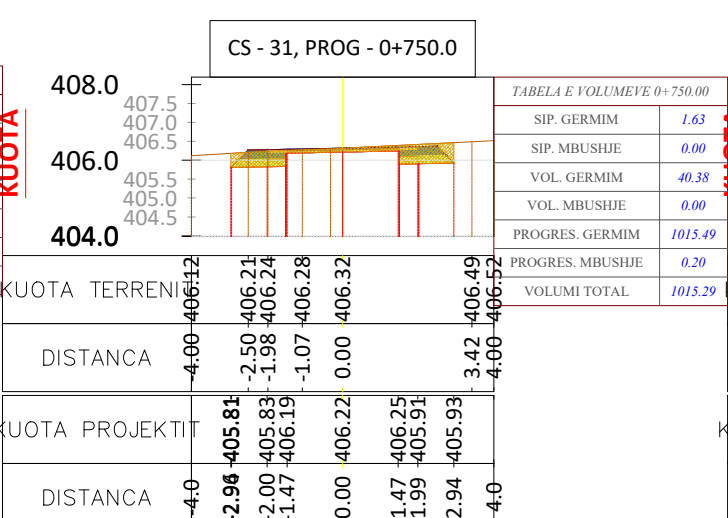 CS - 31, PROG - 0+750.0
KUOTA
408.0
407.5
407.0
406.5
406.0
405.5
405.0
404.5
404.0
TABELA E VOLUMEVE 0+750.00
SIP. GERMIM 1.63
SIP. MBUSHJE 0.00
VOL. GERMIM 40.38
VOL. MBUSHJE 0.00
PROGRES. GERMIM 1015.49
PROGRES. MBUSHJE 0.20
VOLUMI TOTAL 1015.29
KUOTA TERRENIT 406.12 406.21 406.24 406.28 406.32 406.49 406.52
DISTANCA -4.00 -2.50 -1.98 -1.07 0.00 3.42 4.00
KUOTA PROJEKTIT 405.81 405.83 406.19 406.22 406.25 405.91 405.93
DISTANCA -4.0 -2.00 -1.47 0.00 1.47 1.99 2.94 4.0